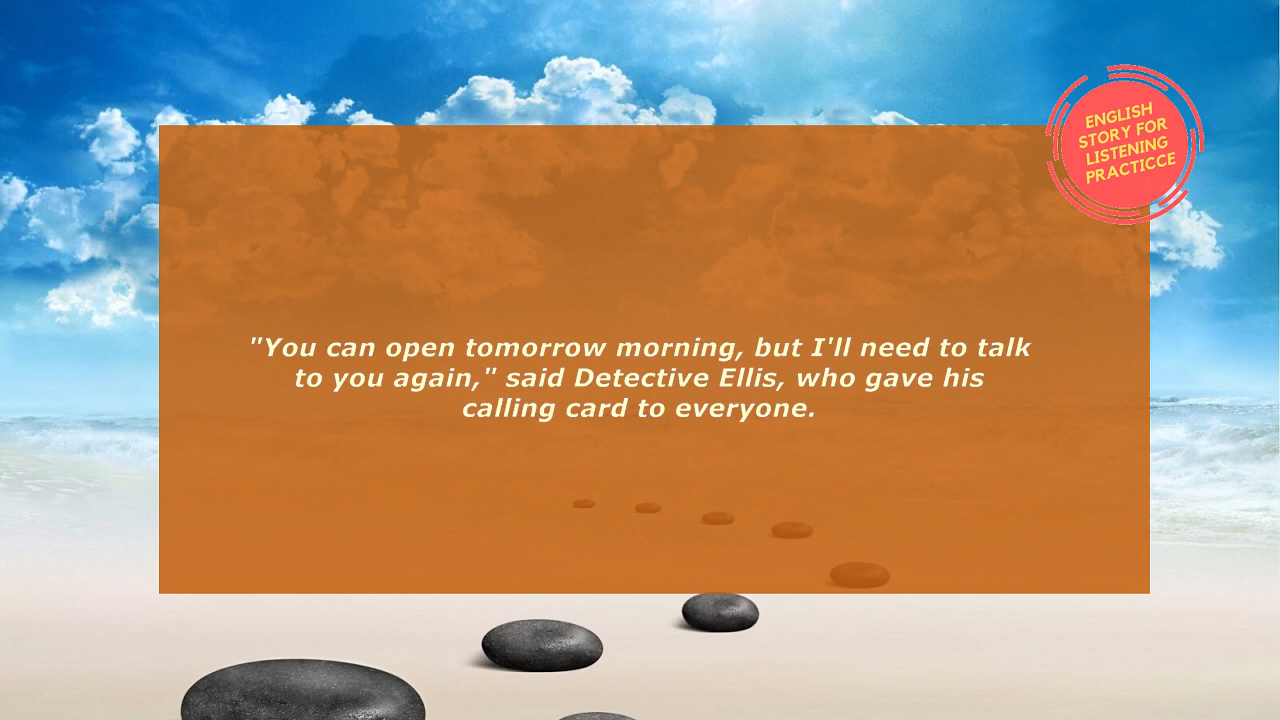 ENGLISH
STORY FOR
LISTENING
PRACTICCE
"You can open tomorrow morning, but I'll need to talk
to you again," said Detective Ellis, who gave his
calling card to everyone.